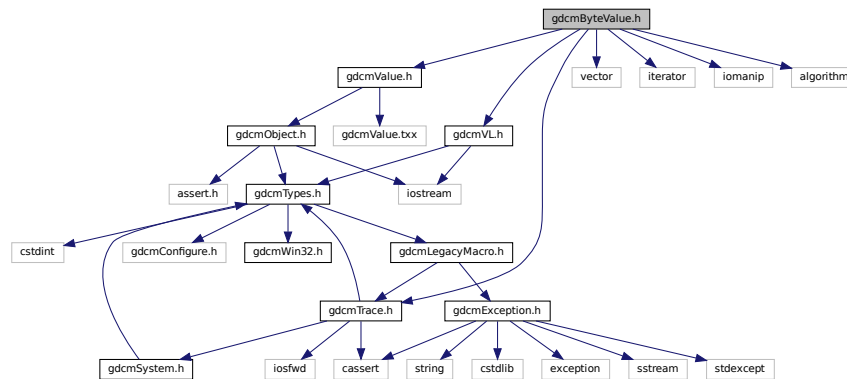 gdcmByteValue.h
gdcmValue.h
vector
iterator
iomanip
algorithm
gdcmObject.h
gdcmValue.txx
gdcmVL.h
assert.h
gdcmTypes.h
iostream
cstdint
gdcmConfigure.h
gdcmWin32.h
gdcmLegacyMacro.h
gdcmTrace.h
gdcmException.h
gdcmSystem.h
iosfwd
cassert
string
cstdlib
exception
sstream
stdexcept